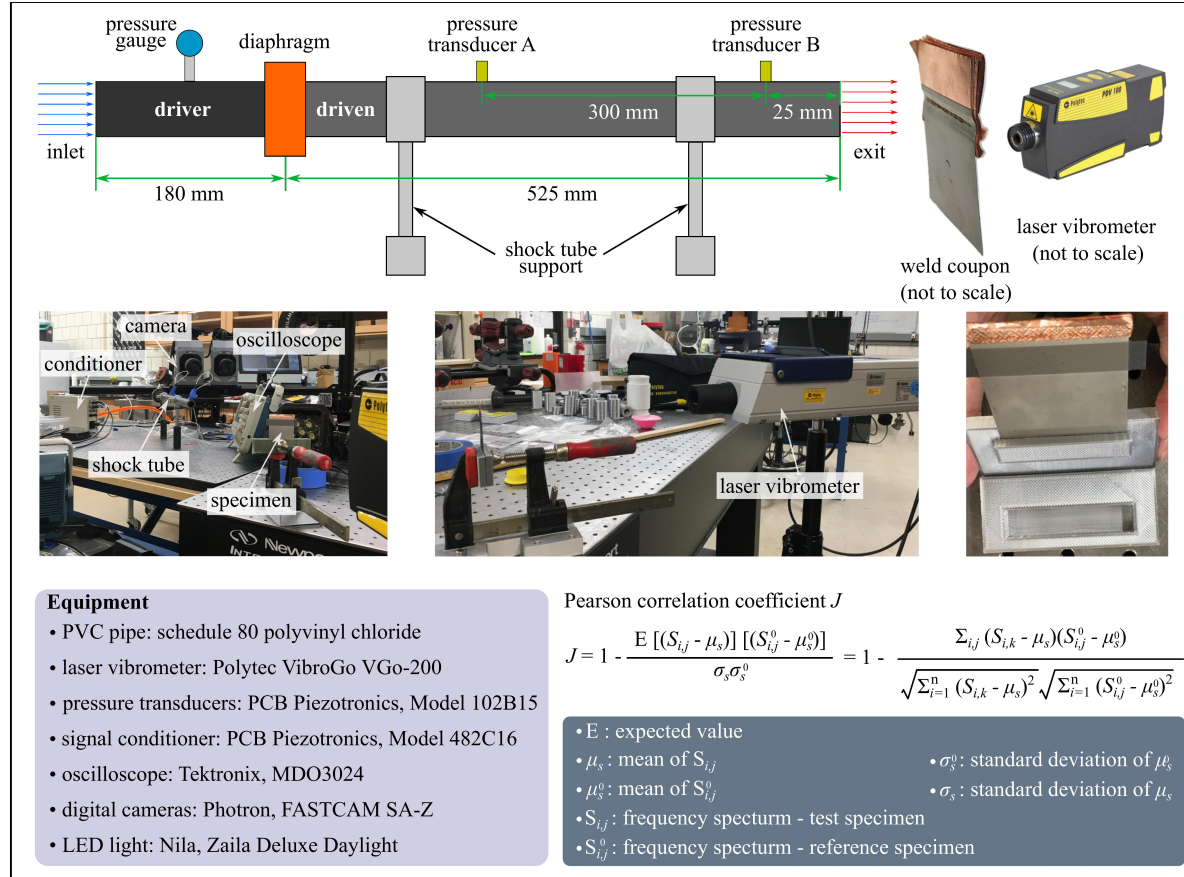 pressure
gauge
diaphragm
pressure
transducer A
pressure
transducer B
driver
driven
300 mm
25 mm
inlet
exit
180 mm
525 mm
shock tube
support
Polytec
PDV 100
weld coupon
(not to scale)
laser vibrometer
(not to scale)
camera
oscilloscope
conditioner
shock tube
specimen
Polytec
Newpo
INTE
Polytec
laser vibrometer
Equipment
• PVC pipe: schedule 80 polyvinyl chloride
• laser vibrometer: Polytec VibroGo VGo-200
• pressure transducers: PCB Piezotronics, Model 102B15
• signal conditioner: PCB Piezotronics, Model 482C16
• oscilloscope: Tektronix, MDO3024
• digital cameras: Photron, FASTCAM SA-Z
• LED light: Nila, Zaila Deluxe Daylight
Pearson correlation coefficient J
J = 1 - E [(S_{i,j} - μ_s)] [(S^0_{i,j} - μ^0_s)] / σ_s σ^0_s = 1 - Σ_{i,j} (S_{i,k} - μ_s)(S^0_{i,j} - μ^0_s) / √Σ^n_{i=1} (S_{i,k} - μ_s)^2 √Σ^n_{i=1} (S^0_{i,j} - μ^0_s)^2
• E : expected value
• μ_s : mean of S_{i,j}
• σ^0_s : standard deviation of μ^0_s
• μ^0_s : mean of S^0_{i,j}
• σ_s : standard deviation of μ_s
• S_{i,j} : frequency specturm - test specimen
• S^0_{i,j} : frequency specturm - reference specimen